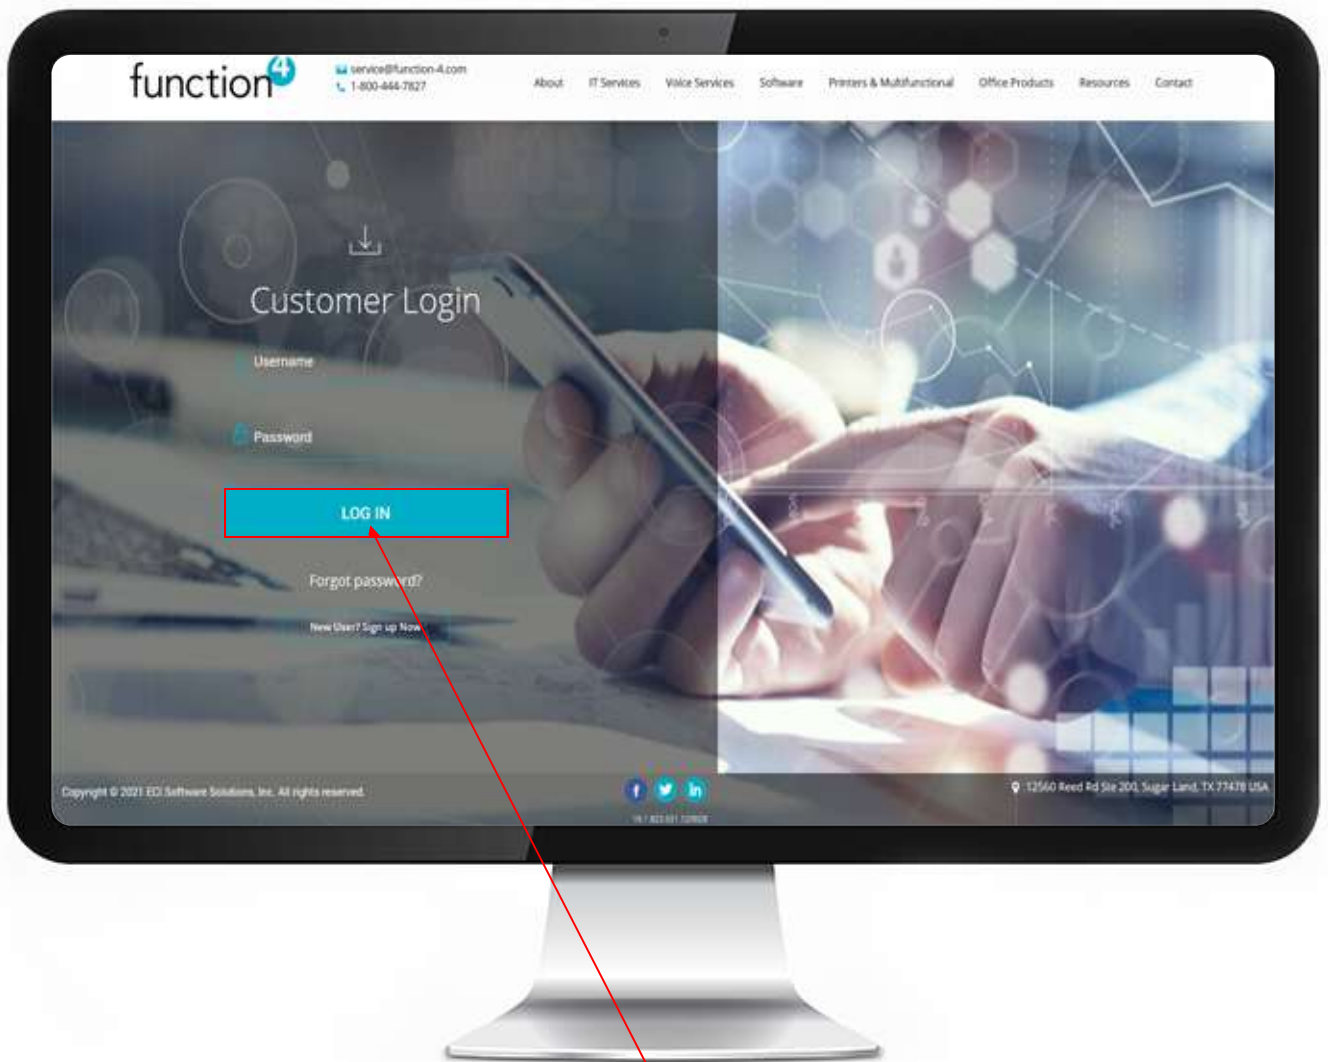 function4
service@function-4.com
1-800-444-7827
About IT Services Voice Services Software Printers & Multifunctional Office Products Resources Contact
Customer Login
Username
Password
LOG IN
Forgot password?
New User? Sign up Now
Copyright © 2021 ECI Software Solutions, Inc. All rights reserved.
12560 Reed Rd Ste 200, Sugar Land, TX 77478 USA